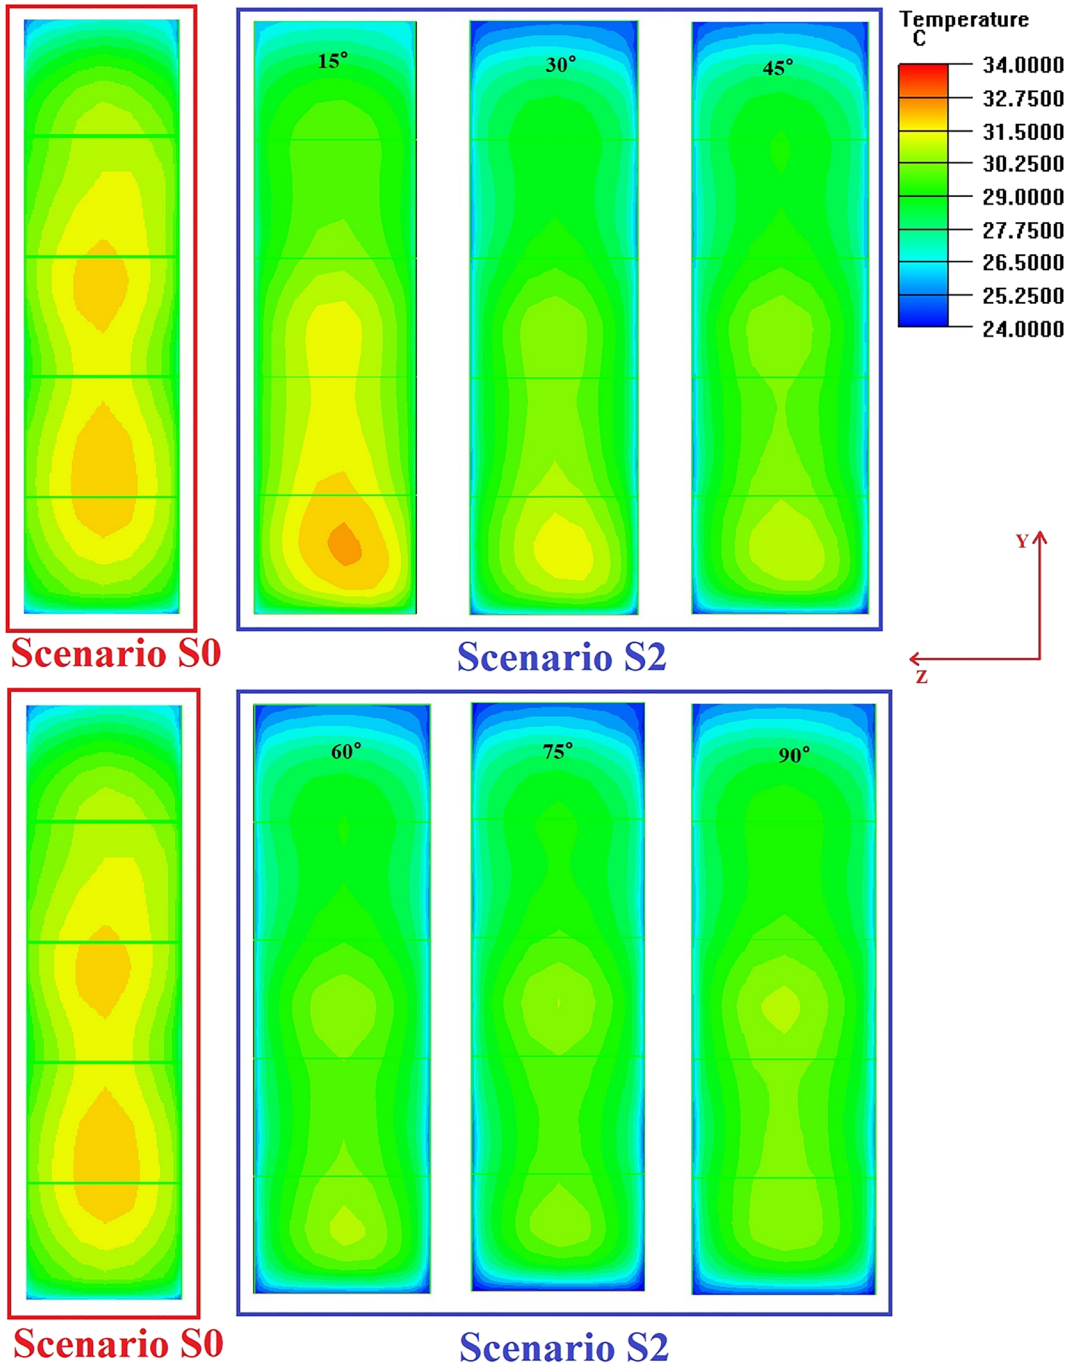 Temperature
C
34.0000
32.7500
31.5000
30.2500
29.0000
27.7500
26.5000
25.2500
24.0000
15°
30°
45°
Y
Z
Scenario S0
Scenario S2
60°
75°
90°
Scenario S0
Scenario S2